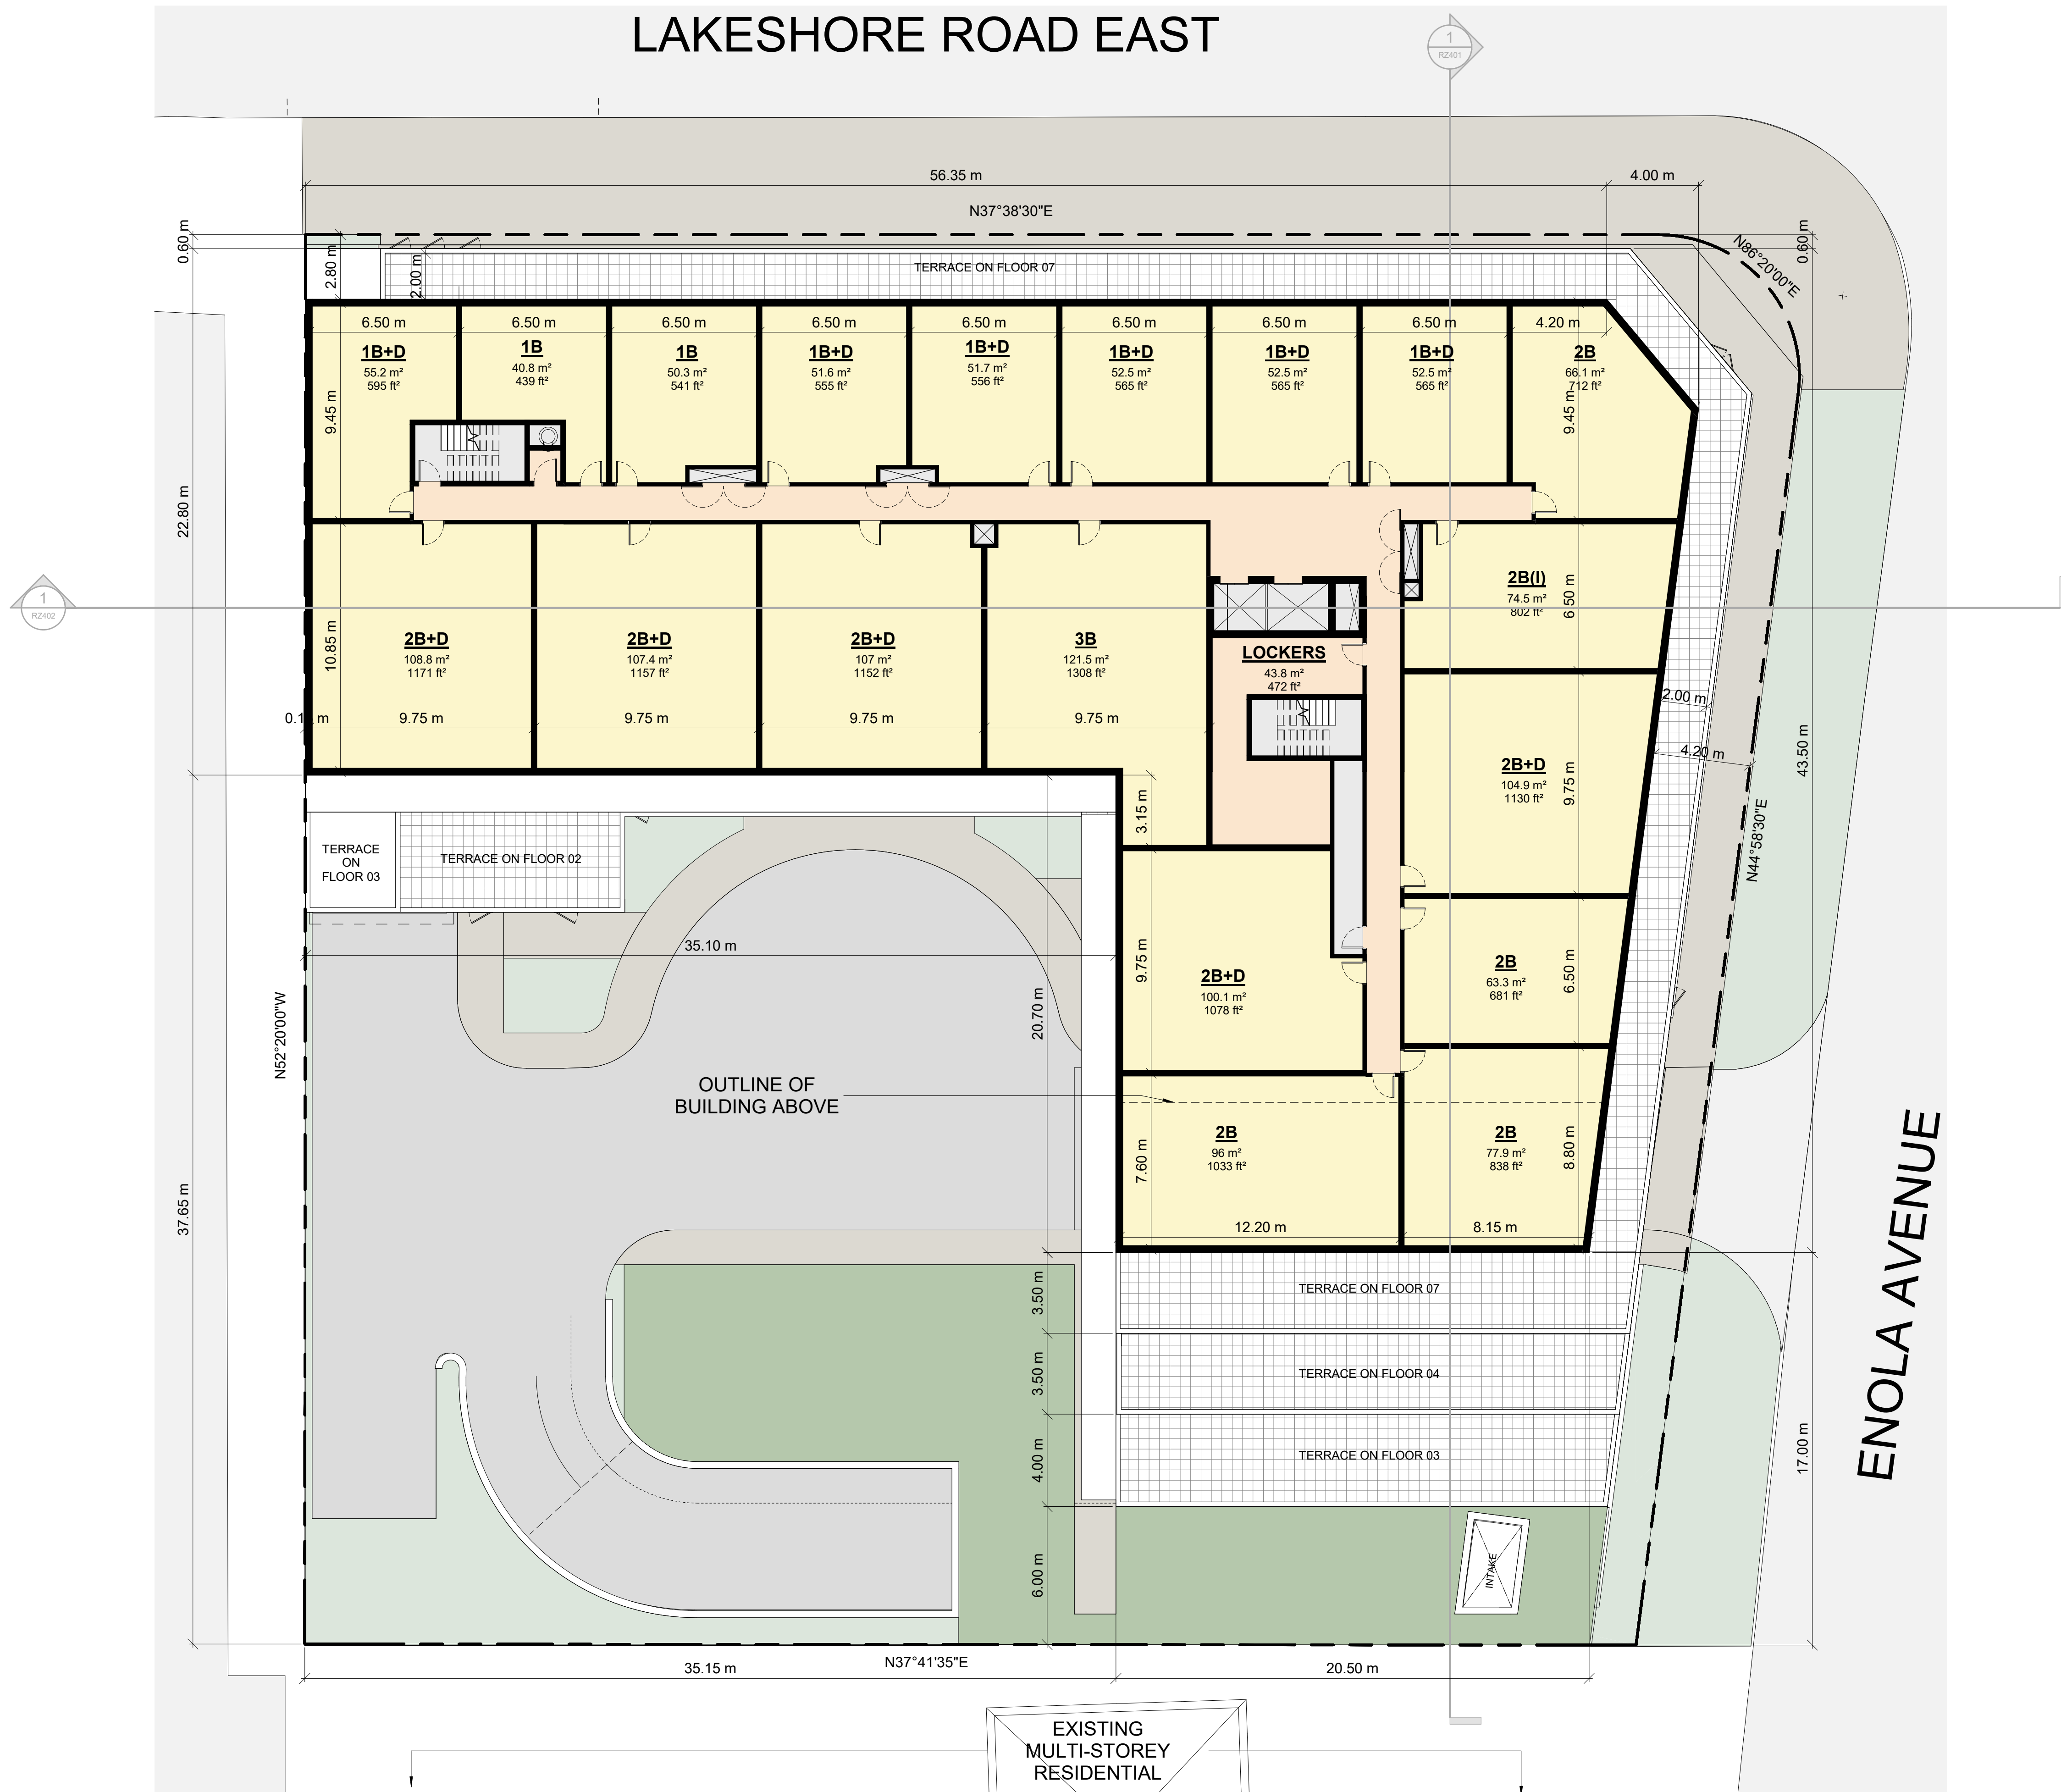 LAKESHORE ROAD EAST
1
RZ401
56.35 m
4.00 m
N37°38'30"E
0.60 m
2.80 m
2.00 m
TERRACE ON FLOOR 07
N86°20'00"E
0.60 m
6.50 m
6.50 m
6.50 m
6.50 m
6.50 m
6.50 m
6.50 m
6.50 m
4.20 m
1B+D
55.2 m²
595 ft²
1B
40.8 m²
439 ft²
1B
50.3 m²
541 ft²
1B+D
51.6 m²
555 ft²
1B+D
51.7 m²
556 ft²
1B+D
52.5 m²
565 ft²
1B+D
52.5 m²
565 ft²
1B+D
52.5 m²
565 ft²
2B
66.1 m²
712 ft²
9.45 m
9.45 m
22.80 m
1
RZ402
2B(I)
74.5 m²
802 ft²
6.50 m
10.85 m
2B+D
108.8 m²
1171 ft²
2B+D
107.4 m²
1157 ft²
2B+D
107 m²
1152 ft²
3B
121.5 m²
1308 ft²
LOCKERS
43.8 m²
472 ft²
9.75 m
9.75 m
9.75 m
9.75 m
2.00 m
4.20 m
43.50 m
2B+D
104.9 m²
1130 ft²
9.75 m
3.15 m
N44°58'30"E
TERRACE
ON
FLOOR 03
TERRACE ON FLOOR 02
35.10 m
9.75 m
2B+D
100.1 m²
1078 ft²
2B
63.3 m²
681 ft²
6.50 m
N52°20'00"W
20.70 m
OUTLINE OF
BUILDING ABOVE
2B
96 m²
1033 ft²
7.60 m
2B
77.9 m²
838 ft²
8.80 m
12.20 m
8.15 m
37.65 m
ENOLA AVENUE
3.50 m
TERRACE ON FLOOR 07
3.50 m
TERRACE ON FLOOR 04
4.00 m
TERRACE ON FLOOR 03
17.00 m
6.00 m
INTAKE
35.15 m
N37°41'35"E
20.50 m
EXISTING
MULTI-STOREY
RESIDENTIAL